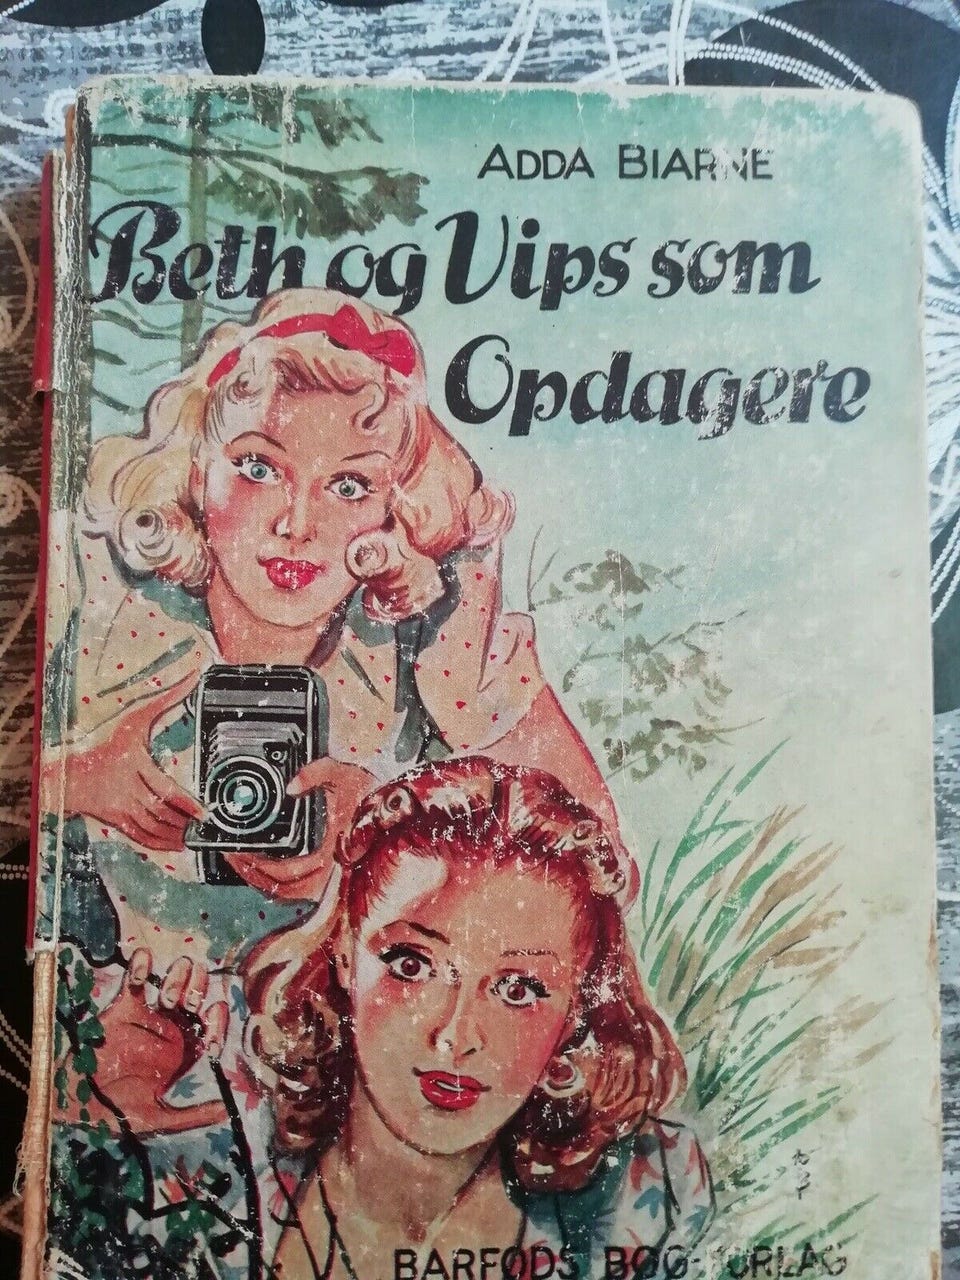 ADDA BIARNE
Beth og Vips som
Opdagere
BARFODS BOG-FORLAG